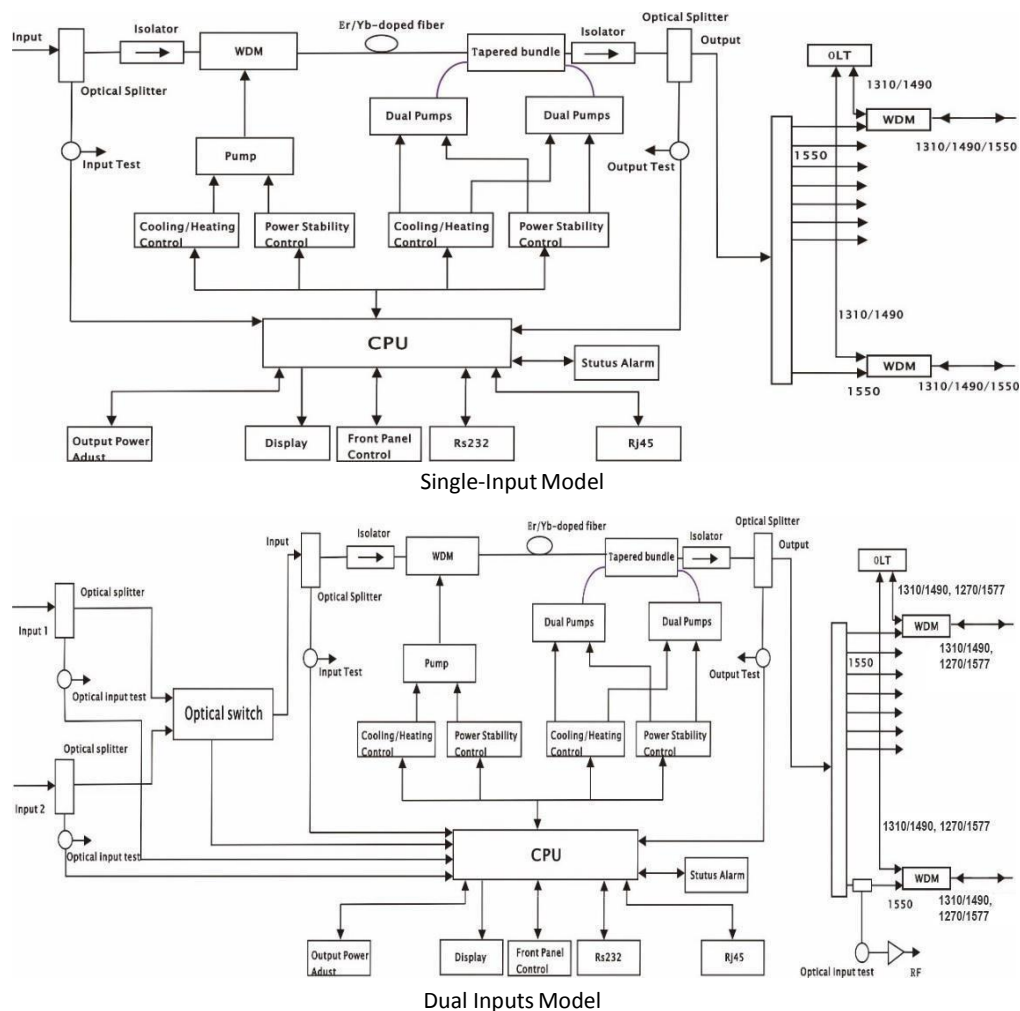 Input
Isolator
WDM
Er/Yb-doped fiber
Tapered bundle
Isolator
Optical Splitter
Output
Optical Splitter
OLT
1310/1490
WDM
1310/1490/1550
1550
Dual Pumps
Dual Pumps
Input Test
Pump
Output Test
Cooling/Heating
Control
Power Stability
Control
Cooling/Heating
Control
Power Stability
Control
1310/1490
CPU
Stutus Alarm
WDM
1550
1310/1490/1550
Output Power
Adust
Display
Front Panel
Control
Rs232
Rj45
Single-Input Model
Input
Isolator
WDM
Er/Yb-doped fiber
Tapered bundle
Isolator
Optical Splitter
Output
OLT
Optical splitter
Optical Splitter
1310/1490, 1270/1577
Input 1
WDM
Dual Pumps
Dual Pumps
1310/1490,
1270/1577
1550
Optical input test
Input Test
Pump
Output Test
Optical switch
Cooling/Heating
Control
Power Stability
Control
Cooling/Heating
Control
Power Stability
Control
Optical splitter
Input 2
1310/1490, 1270/1577
Optical input test
CPU
Stutus Alarm
WDM
1550
1310/1490,
1270/1577
Output Power
Adust
Display
Front Panel
Control
Rs232
RJ45
Optical input test
RF
Dual Inputs Model